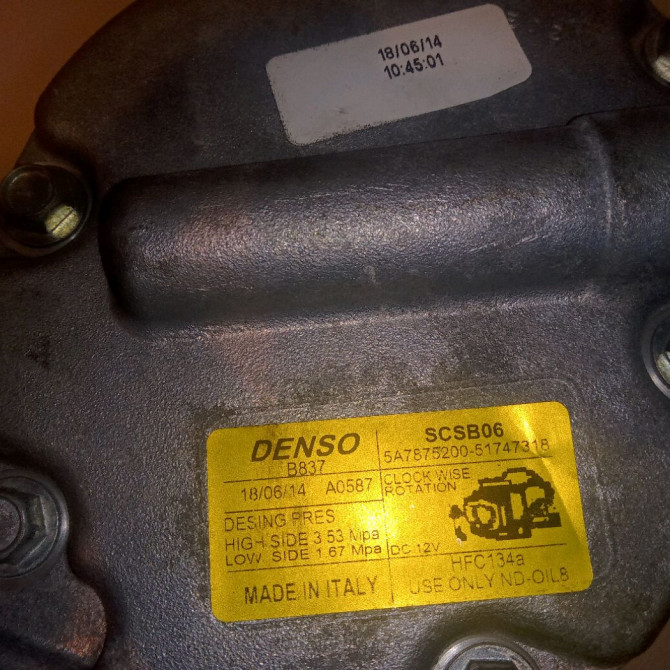 18/06/14
10:45:01
DENSO
B837
SCSB06
5A7875200-51747318
18/06/14 A0587
CLOCK WISE
ROTATION
DESING PRES
HIGH SIDE 3.53 Mpa
LOW SIDE 1.67 Mpa
DC 12V
MADE IN ITALY
HFC134a
USE ONLY ND-OIL8